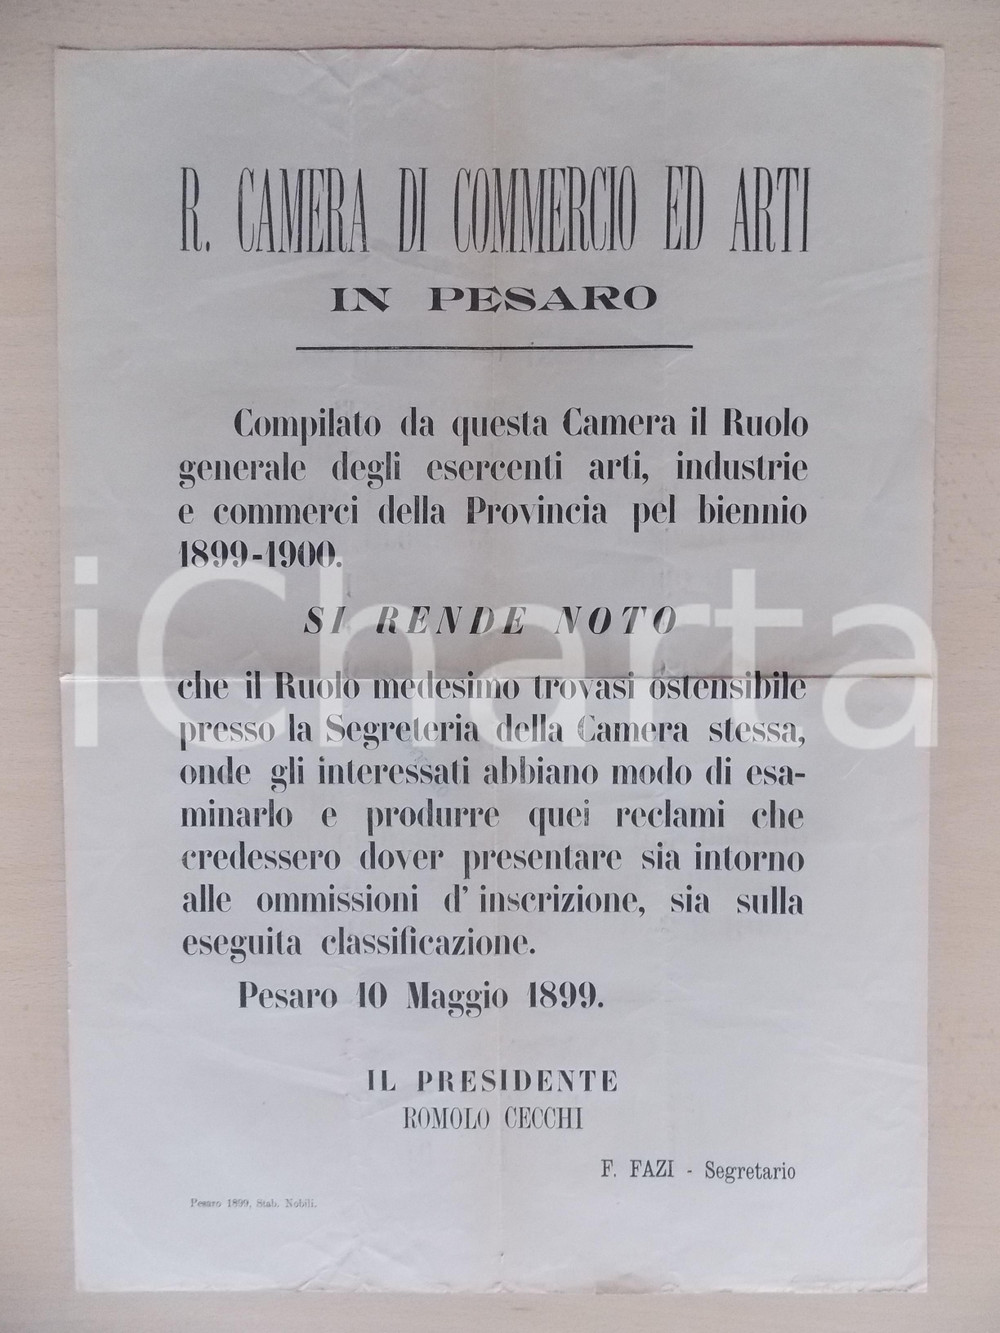 R. CAMERA DI COMMERCIO ED ARTI
IN PESARO
Compilato da questa Camera il Ruolo
generale degli esercenti arti, industrie
e commerci della Provincia pel biennio
1899-1900.
SI RENDE NOTO
che il Ruolo medesimo trovasi ostensibile
presso la Segreteria della Camera stessa,
onde gli interessati abbiano modo di esa-
minarlo e produrre quei reclami che
credessero dover presentare sia intorno
alle ommissioni d' inscrizione, sia sulla
eseguita classificazione.
Pesaro 10 Maggio 1899.
IL PRESIDENTE
ROMOLO CECCHI
F. FAZI - Segretario
Pesaro 1899, Stab. Nobili.
iCharta